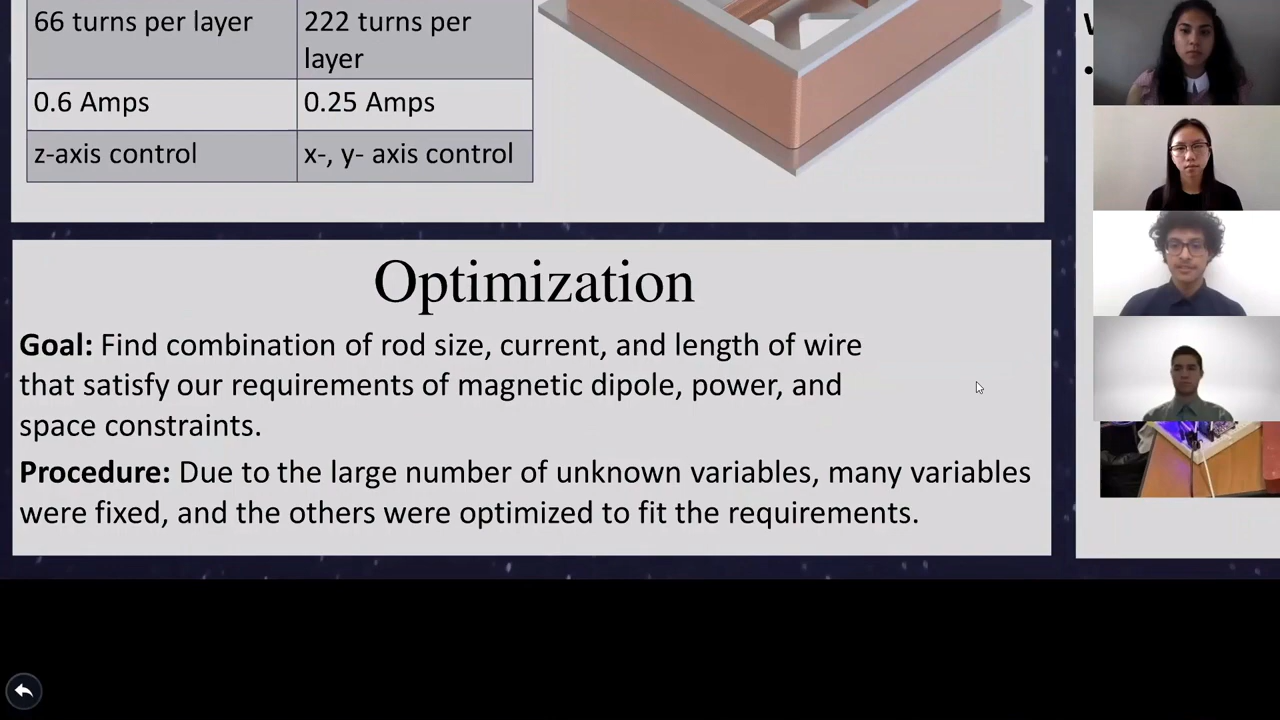 66 turns per layer
222 turns per
layer
0.6 Amps
0.25 Amps
z-axis control
x-, y- axis control
Optimization
Goal: Find combination of rod size, current, and length of wire
that satisfy our requirements of magnetic dipole, power, and
space constraints.
Procedure: Due to the large number of unknown variables, many variables
were fixed, and the others were optimized to fit the requirements.